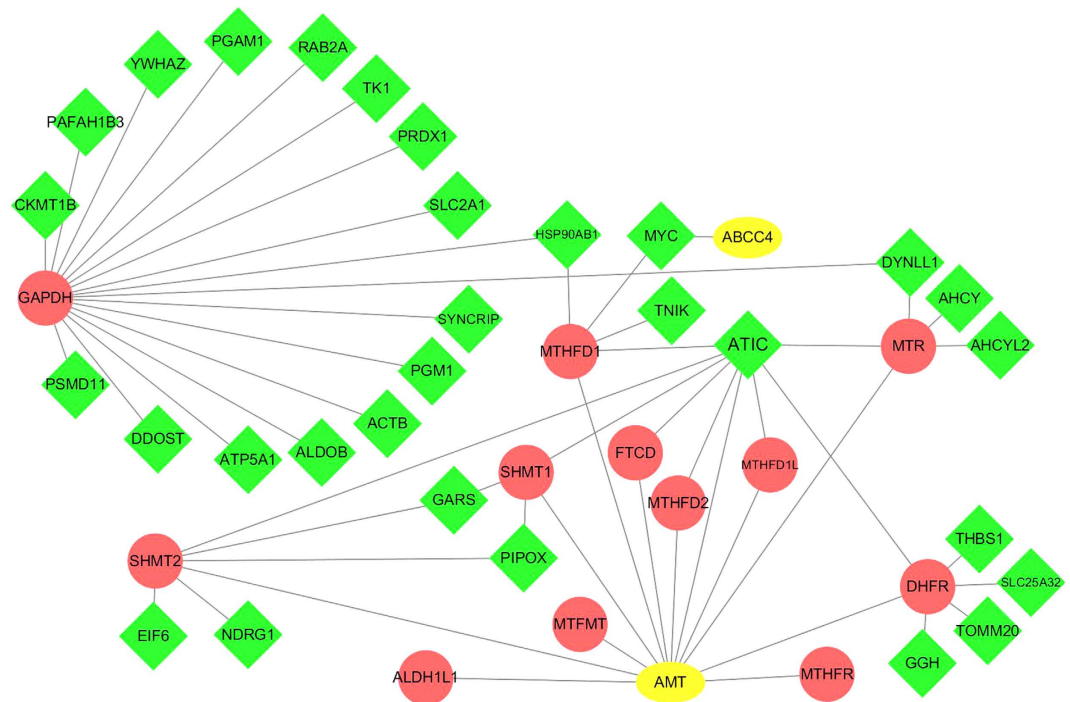 PGAM1
RAB2A
YWHAZ
TK1
PAFAH1B3
PRDX1
CKMT1B
SLC2A1
HSP90AB1
MYC
ABCC4
DYNLL1
GAPDH
AHCY
TNIK
SYNCRIP
ATIC
MTR
AHCYL2
MTHFD1
PGM1
PSMD11
ACTB
DDOST
ATP5A1
ALDOB
FTCD
MTHFD1L
SHMT1
GARS
MTHFD2
THBS1
SHMT2
PIPOX
DHFR
SLC25A32
MTFMT
TOMM20
EIF6
NDRG1
GGH
ALDH1L1
AMT
MTHFR